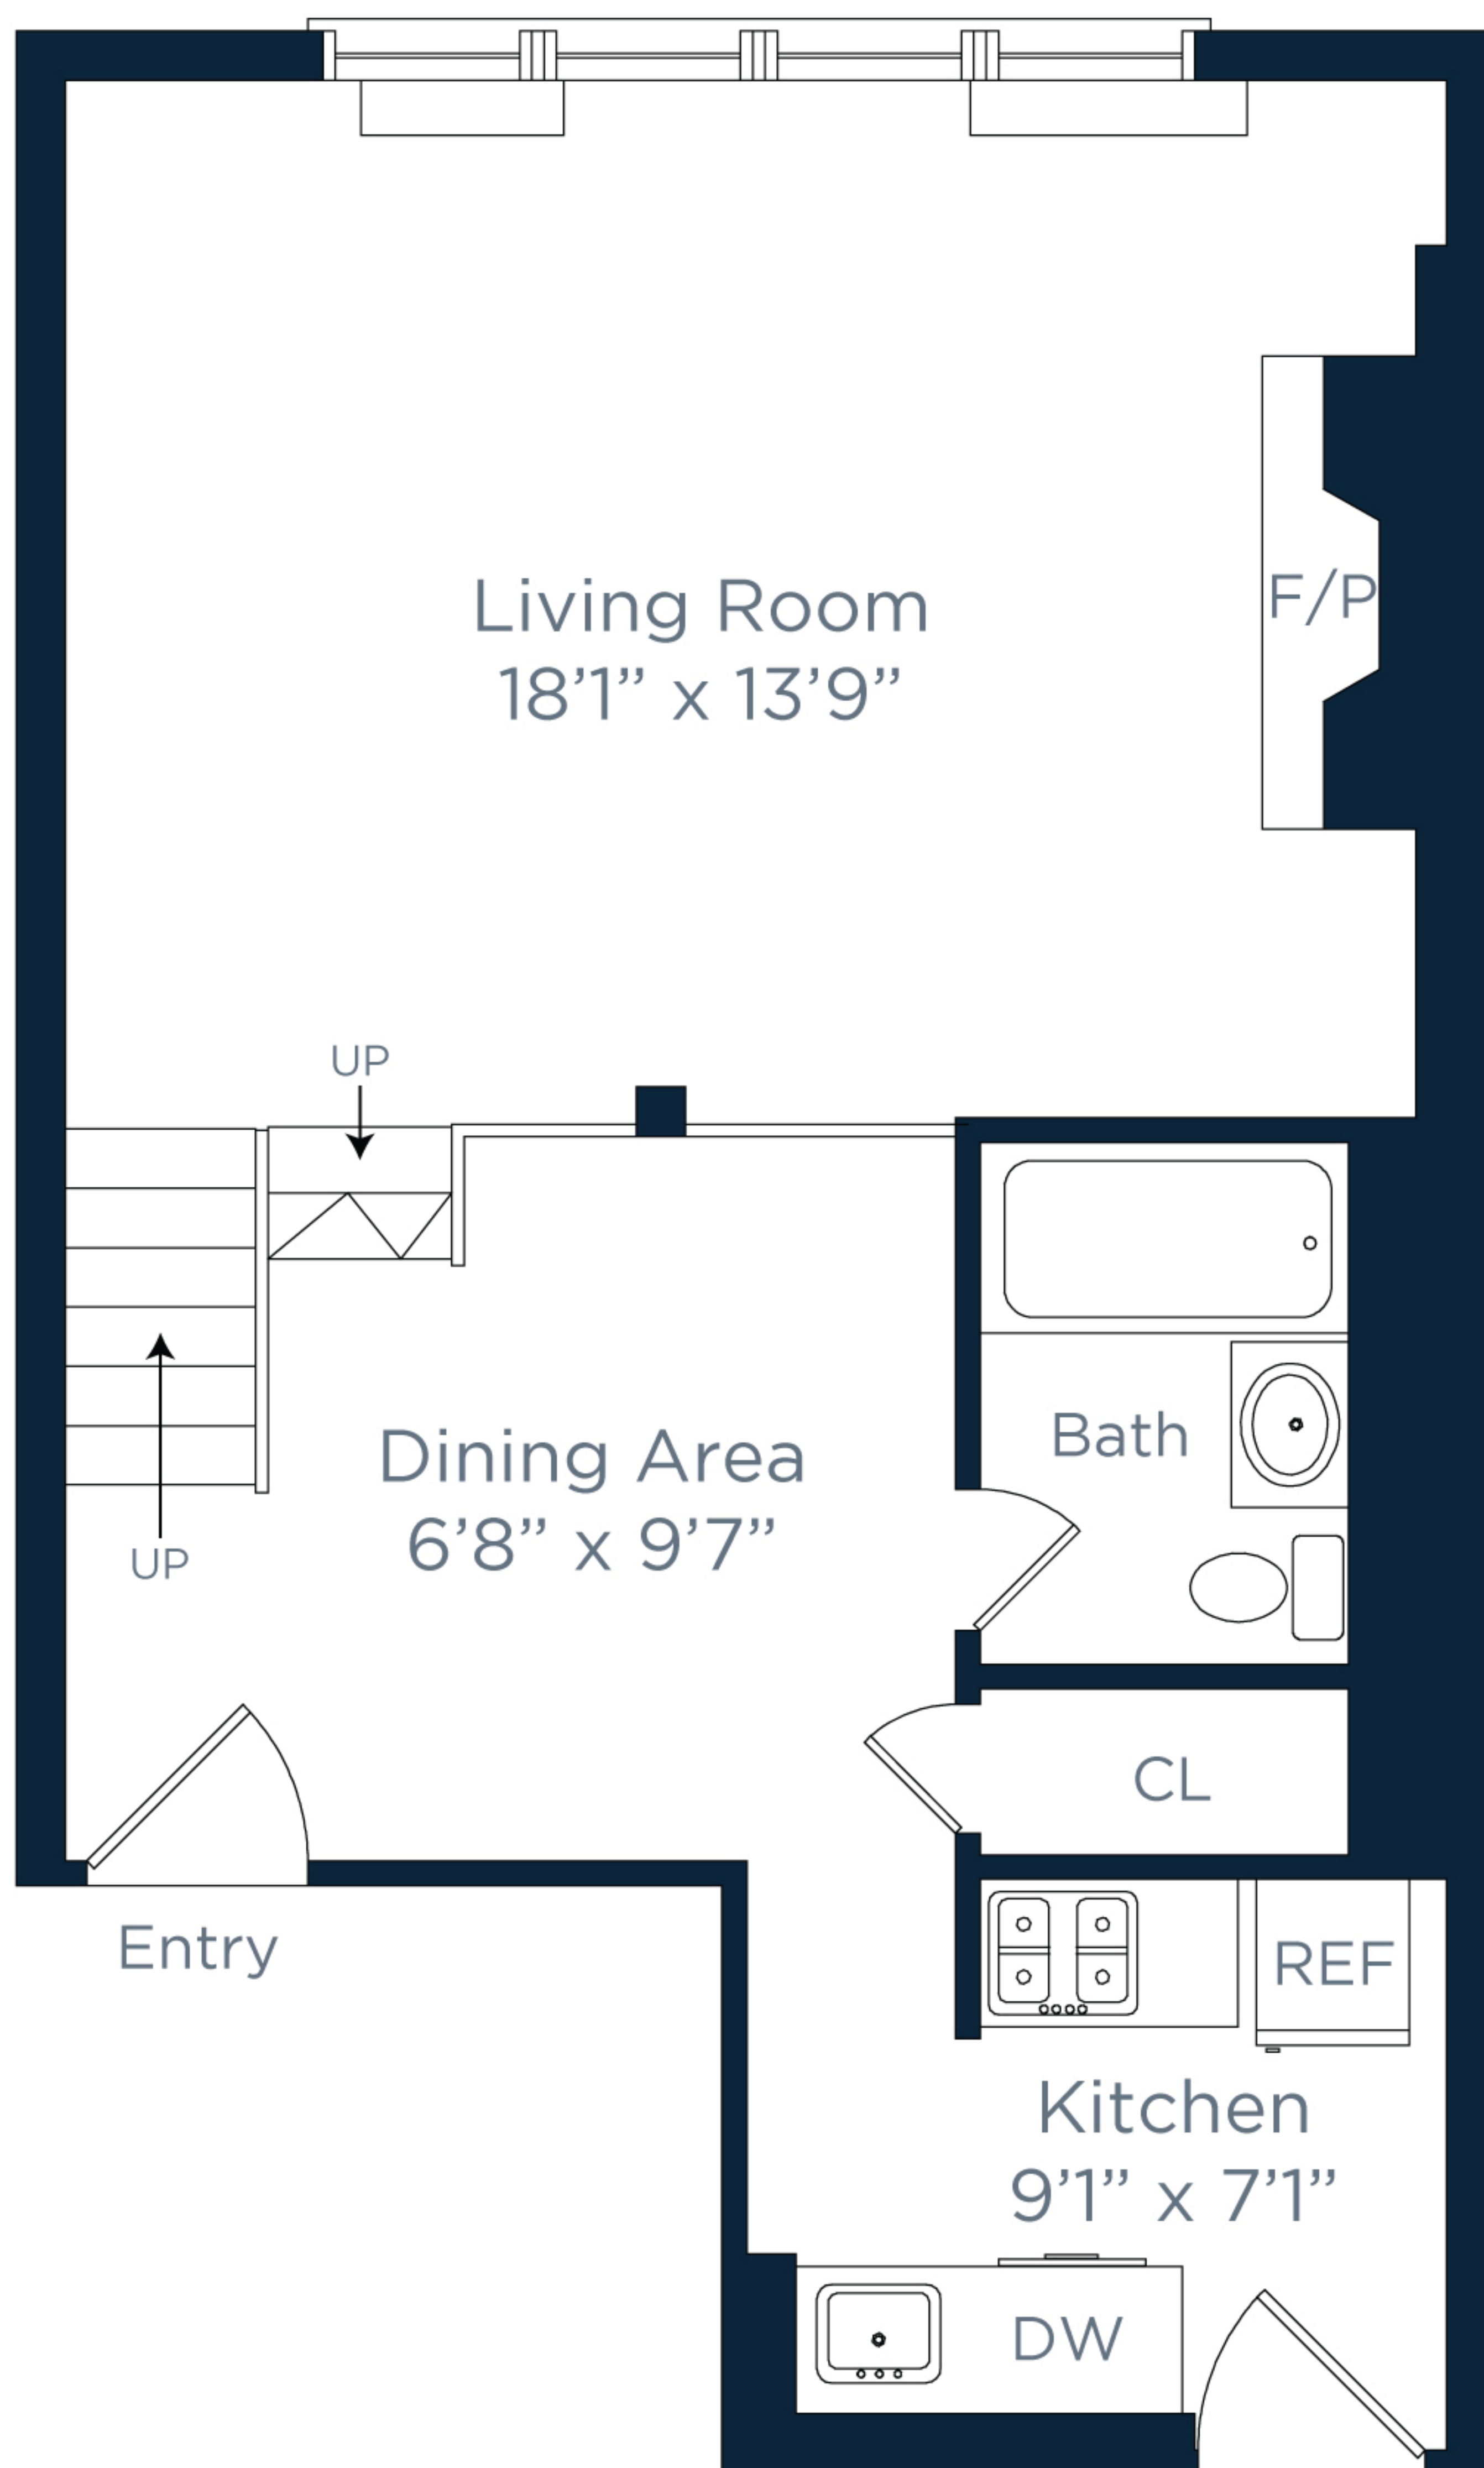 Living Room
18’1” x 13’9”
F/P
UP
Dining Area
6’8” x 9’7”
UP
Bath
CL
Entry
REF
Kitchen
9’1” x 7’1”
DW